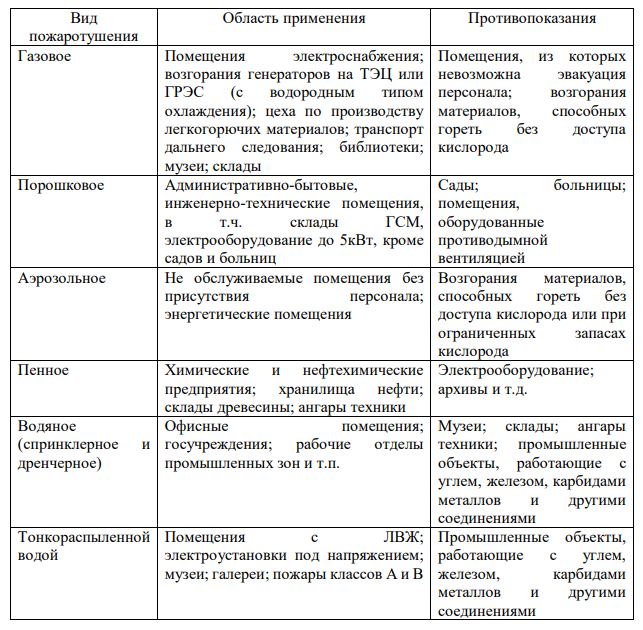 Вид
пожаротушения
Область применения
Противопоказания
Газовое
Помещения электроснабжения;
возгорания генераторов на ТЭЦ или
ГРЭС (с водородным типом
охлаждения); цеха по производству
легкогорючих материалов; транспорт
дальнего следования; библиотеки;
музеи; склады
Помещения, из которых
невозможна эвакуация
персонала; возгорания
материалов, способных
гореть без доступа
кислорода
Порошковое
Административно-бытовые,
инженерно-технические помещения,
в т.ч. склады ГСМ,
электрооборудование до 5кВт, кроме
садов и больниц
Сады; больницы;
помещения,
оборудованные
противодымной
вентиляцией
Аэрозольное
Не обслуживаемые помещения без
присутствия персонала;
энергетические помещения
Возгорания материалов,
способных гореть без
доступа кислорода или при
ограниченных запасах
кислорода
Пенное
Химические и нефтехимические
предприятия; хранилища нефти;
склады древесины; ангары техники
Электрооборудование;
архивы и т.д.
Водяное
(спринклерное и
дренчерное)
Офисные помещения;
госучреждения; рабочие отделы
промышленных зон и т.п.
Музеи; склады; ангары
техники; промышленные
объекты, работающие с
углем, железом, карбидами
металлов и другими
соединениями
Тонкораспыленной
водой
Помещения с ЛВЖ;
электроустановки под напряжением;
музеи; галереи; пожары классов А и В
Промышленные объекты,
работающие с углем,
железом, карбидами
металлов и другими
соединениями